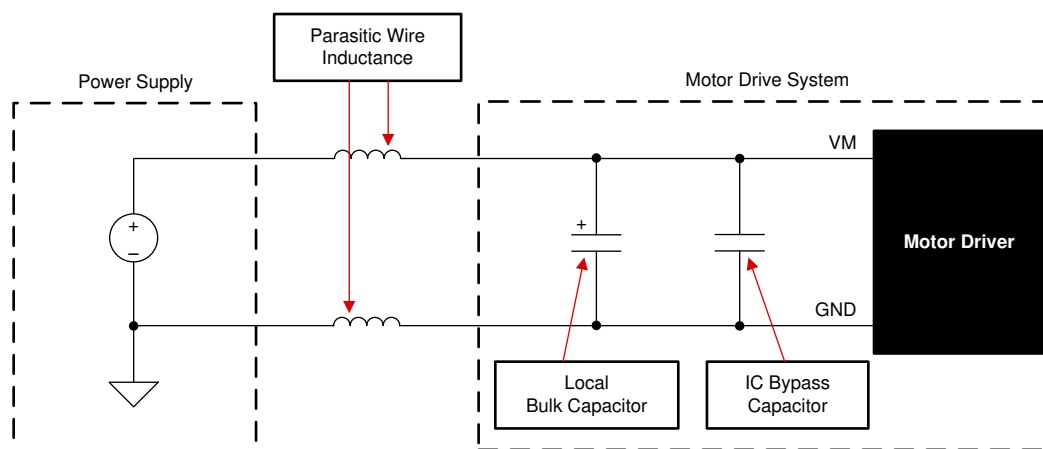 Parasitic Wire
Inductance
Power Supply
Motor Drive System
VM
+
–
+
Motor Driver
GND
Local
Bulk Capacitor
IC Bypass
Capacitor